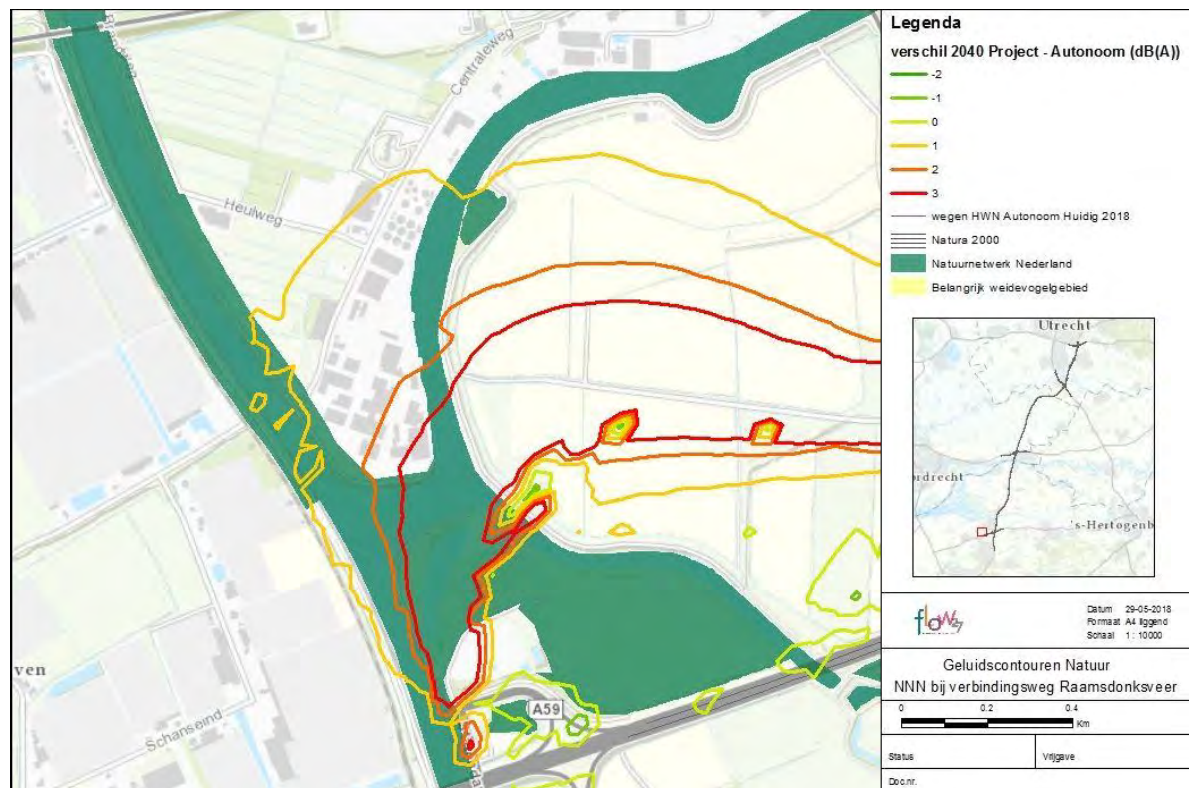 Centraleweg
Heulweg
Schanseind
ven
A59
Legenda
verschil 2040 Project - Autonoom (dB(A))
-2
-1
0
1
2
3
wegen HWN Autonoom Huidig 2018
Natura 2000
Natuurnetwerk Nederland
Belangrijk weidevogelgebied
Utrecht
ordrecht
's-Hertogenb
flow27
Datum 29-05-2018
Formaat A4 liggend
Schaal 1 : 10000
Geluidscontouren Natuur
NNN bij verbindingsweg Raamsdonksveer
0 0.2 0.4
Km
Status Vrijgave
Doc.nr.